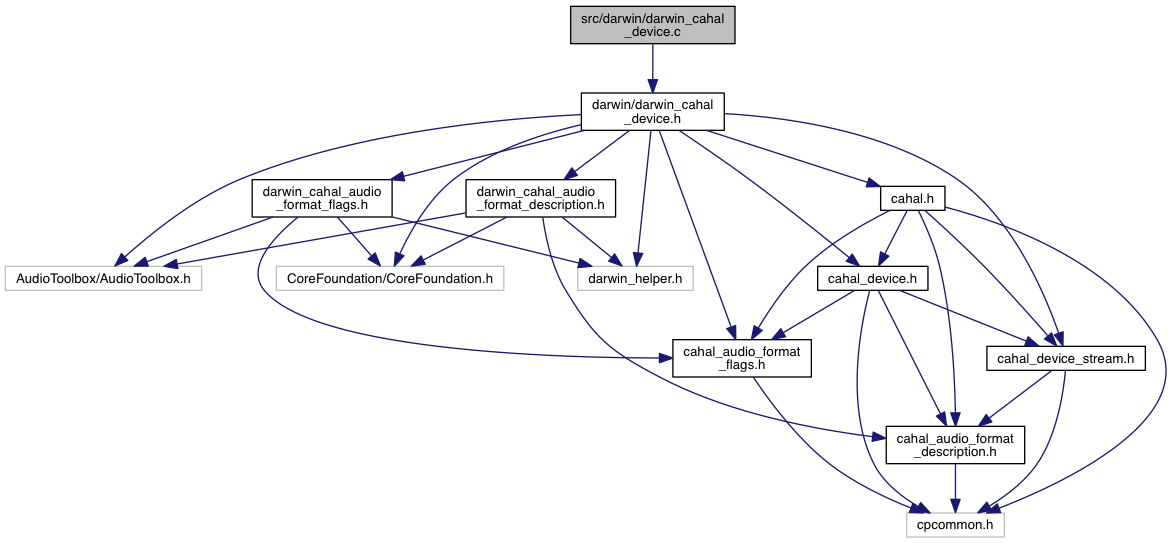 src/darwin/darwin_cahal
_device.c
darwin/darwin_cahal
_device.h
darwin_cahal_audio
_format_flags.h
darwin_cahal_audio
_format_description.h
cahal.h
AudioToolbox/AudioToolbox.h
CoreFoundation/CoreFoundation.h
darwin_helper.h
cahal_device.h
cahal_audio_format
_flags.h
cahal_device_stream.h
cahal_audio_format
_description.h
cpcommon.h